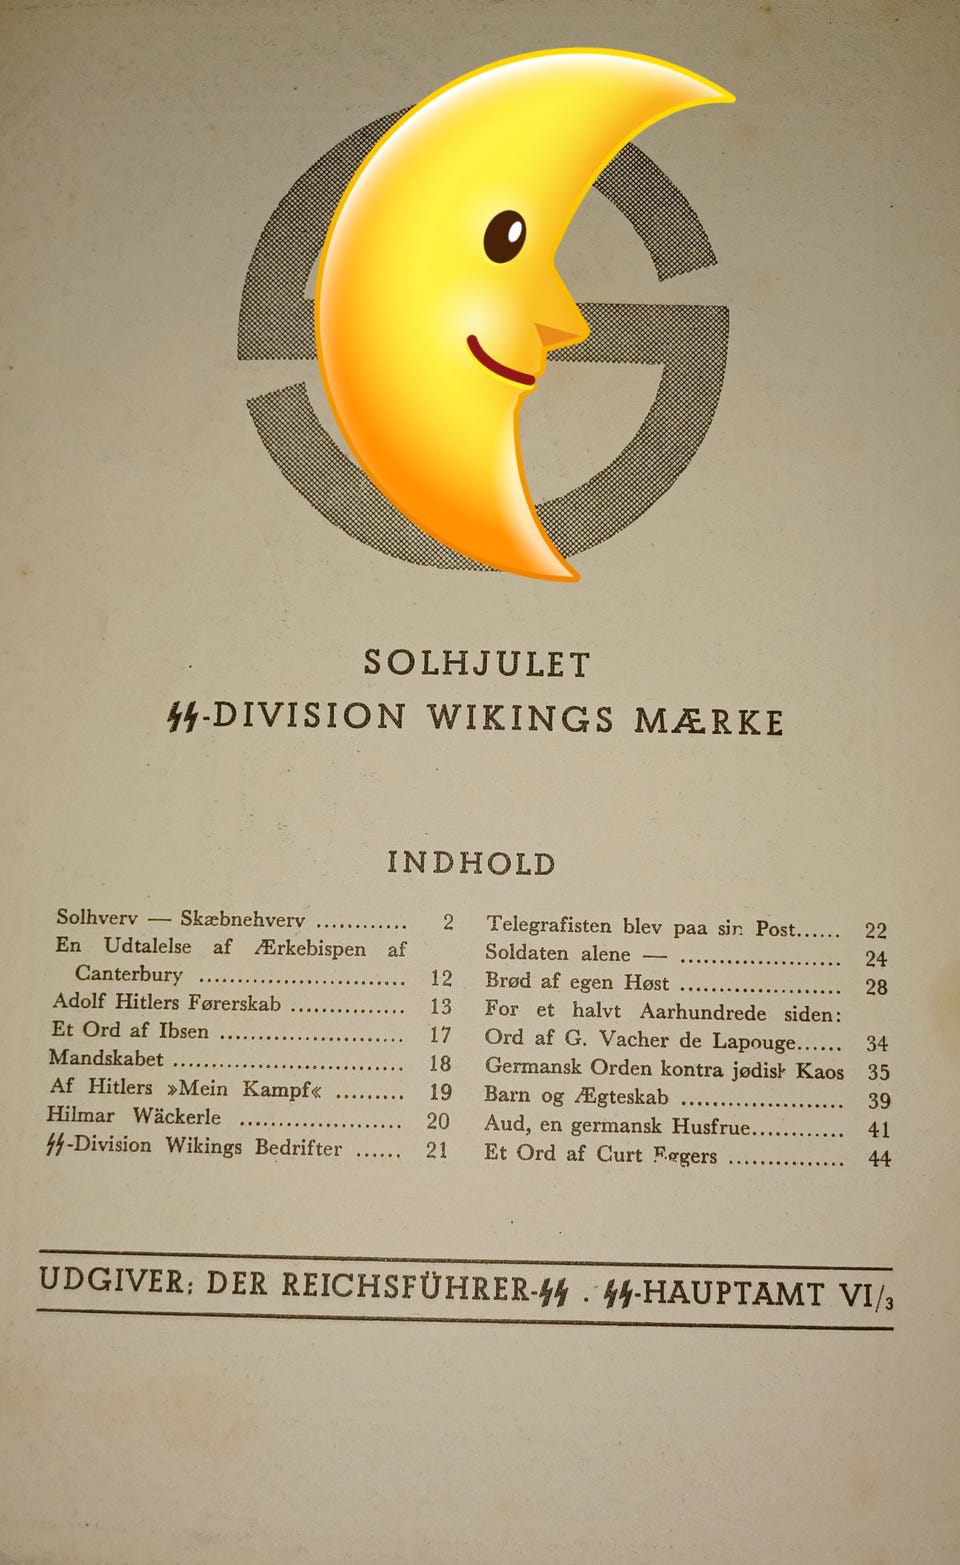 SOLHJULET
ᛋᛋ-DIVISION WIKINGS MÆRKE
INDHOLD
Solhverv — Skæbnehverv ............ 2
En Udtalelse af Ærkebispen af
Canterbury ........................... 12
Adolf Hitlers Førerskab ............... 13
Et Ord af Ibsen ........................ 17
Mandskabet .............................. 18
Af Hitlers »Mein Kampf« ......... 19
Hilmar Wäckerle ..................... 20
ᛋᛋ-Division Wikings Bedrifter ...... 21
Telegrafisten blev paa sin Post...... 22
Soldaten alene — ..................... 24
Brød af egen Høst ..................... 28
For et halvt Aarhundrede siden:
Ord af G. Vacher de Lapouge...... 34
Germansk Orden kontra jødisk Kaos 35
Barn og Ægteskab ..................... 39
Aud, en germansk Husfrue............ 41
Et Ord af Curt Eggers ............... 44
UDGIVER: DER REICHSFÜHRER-ᛋᛋ . ᛋᛋ-HAUPTAMT VI/3